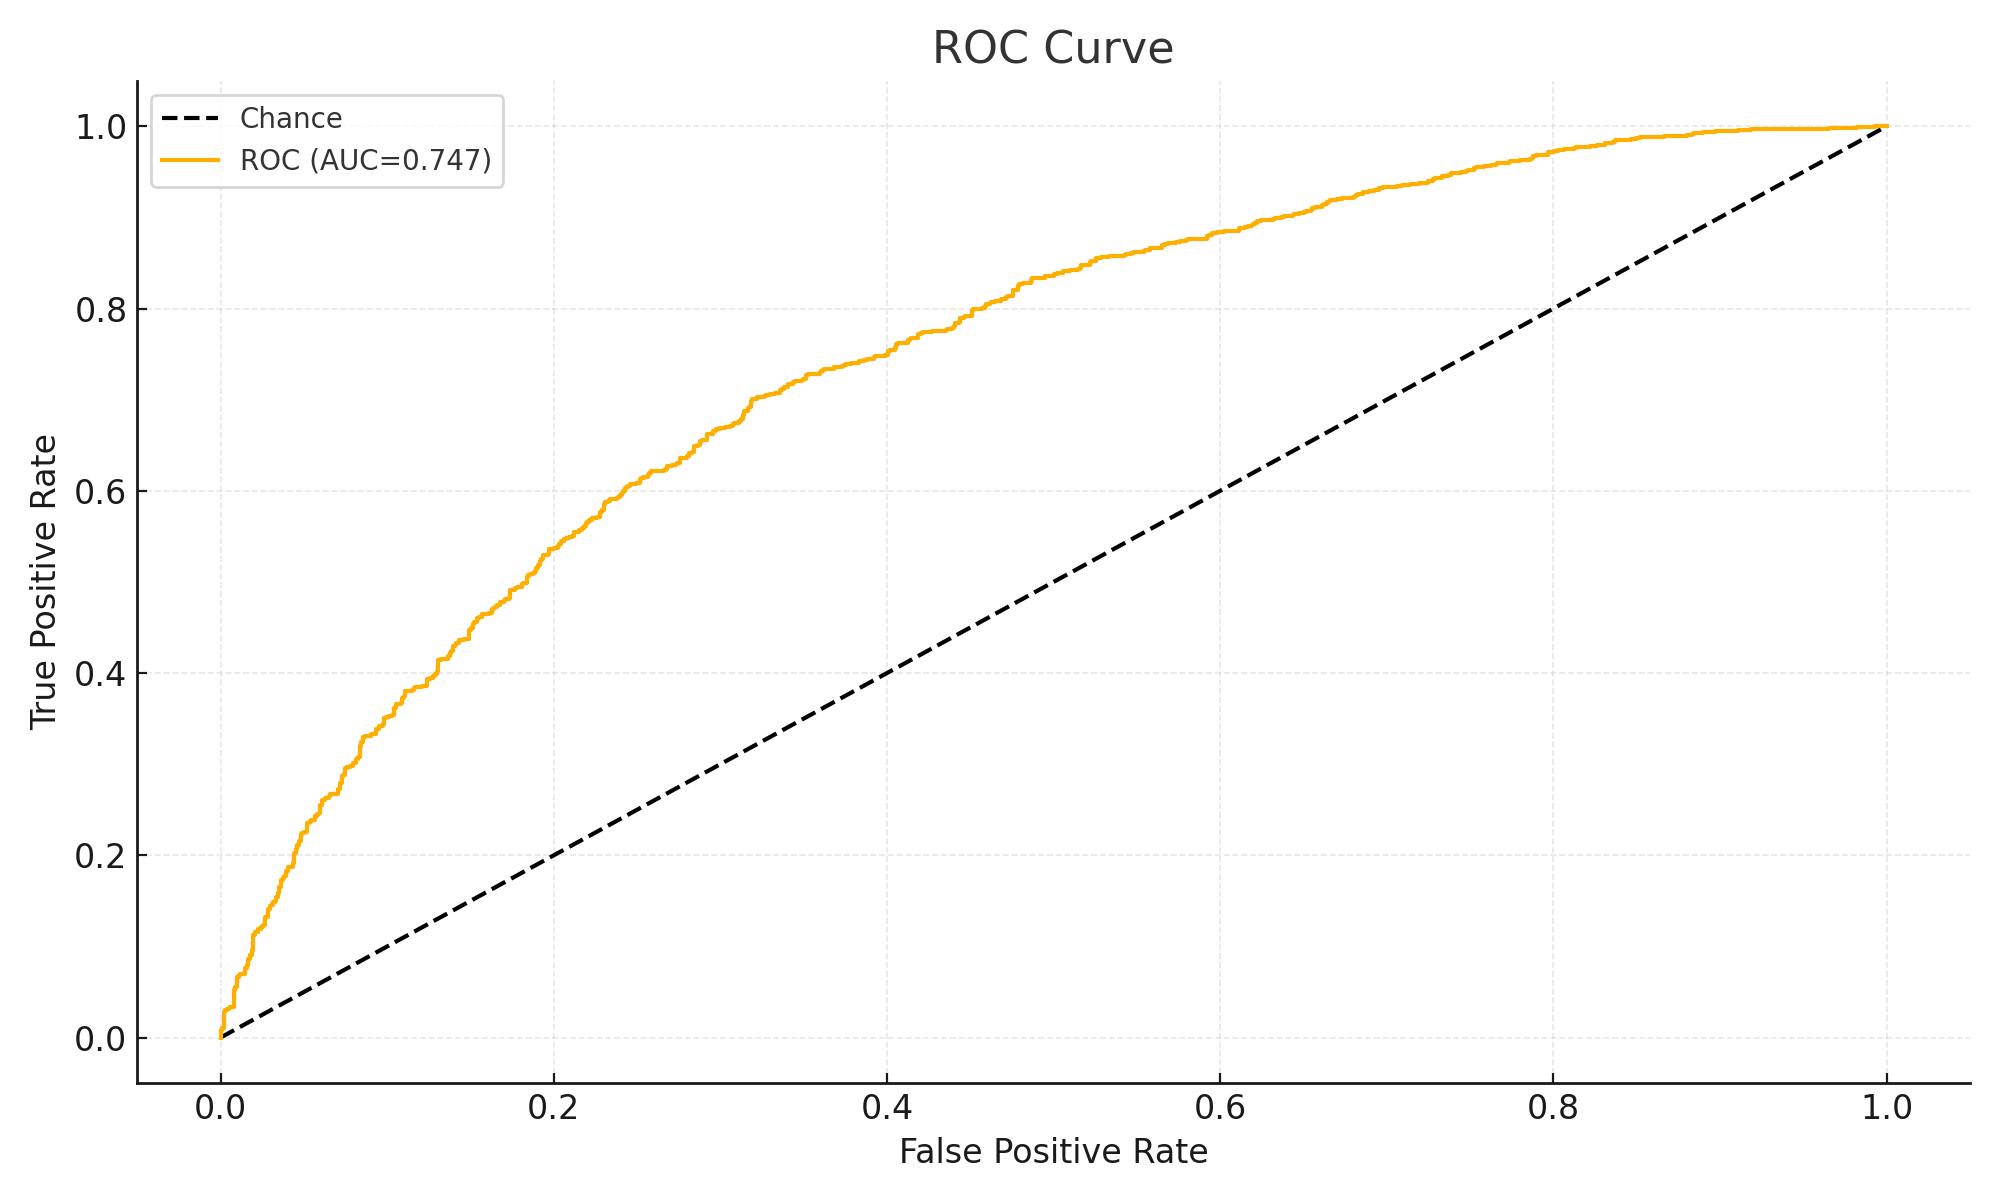 ROC Curve
Chance
ROC (AUC=0.747)
1.0
0.8
0.6
0.4
0.2
0.0
True Positive Rate
0.0 0.2 0.4 0.6 0.8 1.0
False Positive Rate